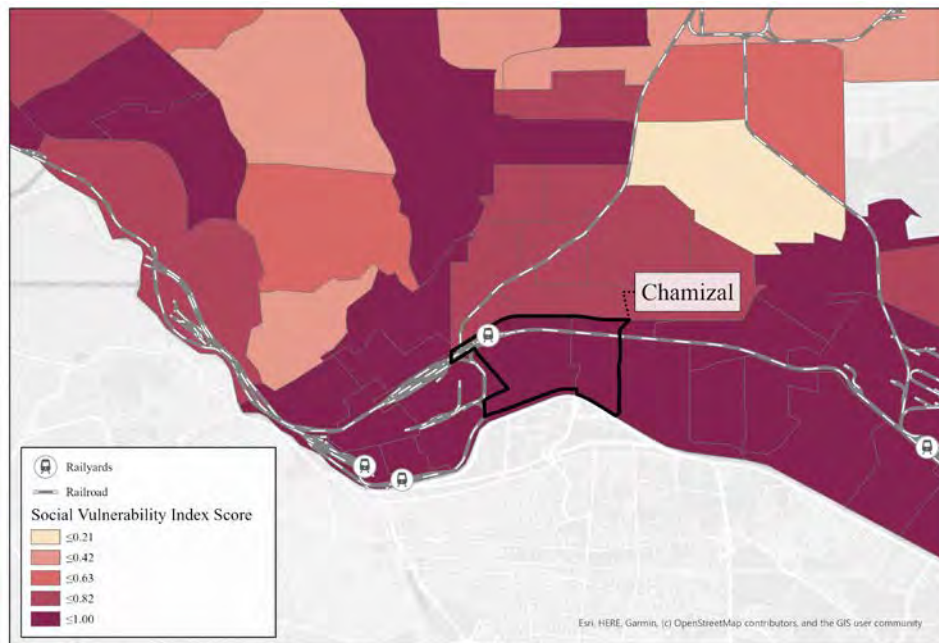 Chamizal
Railyards
Railroad
Social Vulnerability Index Score
≤0.21
≤0.42
≤0.63
≤0.82
≤1.00
Esri, HERE, Garmin, (c) OpenStreetMap contributors, and the GIS user community